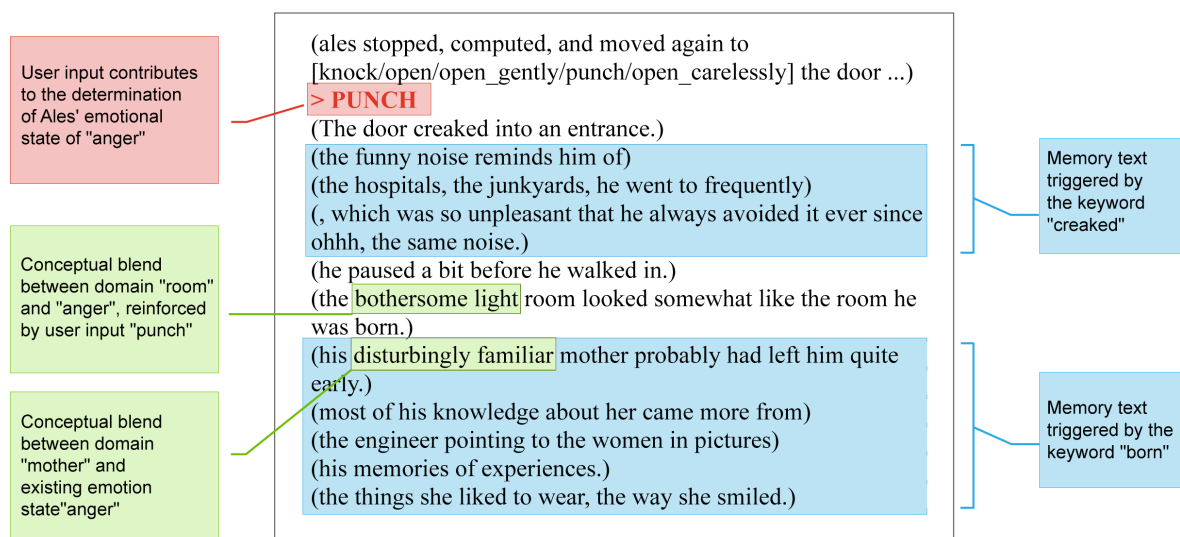 User input contributes
to the determination
of Ales' emotional
state of "anger"
Conceptual blend
between domain "room"
and "anger", reinforced
by user input "punch"
Conceptual blend
between domain
"mother" and
existing emotion
state"anger"
(ales stopped, computed, and moved again to
[knock/open/open_gently/punch/open_carelessly] the door ...)
> PUNCH
(The door creaked into an entrance.)
(the funny noise reminds him of)
(the hospitals, the junkyards, he went to frequently)
(, which was so unpleasant that he always avoided it ever since
ohhh, the same noise.)
(he paused a bit before he walked in.)
(the bothersome light room looked somewhat like the room he
was born.)
(his disturbingly familiar mother probably had left him quite
early.)
(most of his knowledge about her came more from)
(the engineer pointing to the women in pictures)
(his memories of experiences.)
(the things she liked to wear, the way she smiled.)
Memory text
triggered by
the keyword
"creaked"
Memory text
triggered by the
keyword "born"